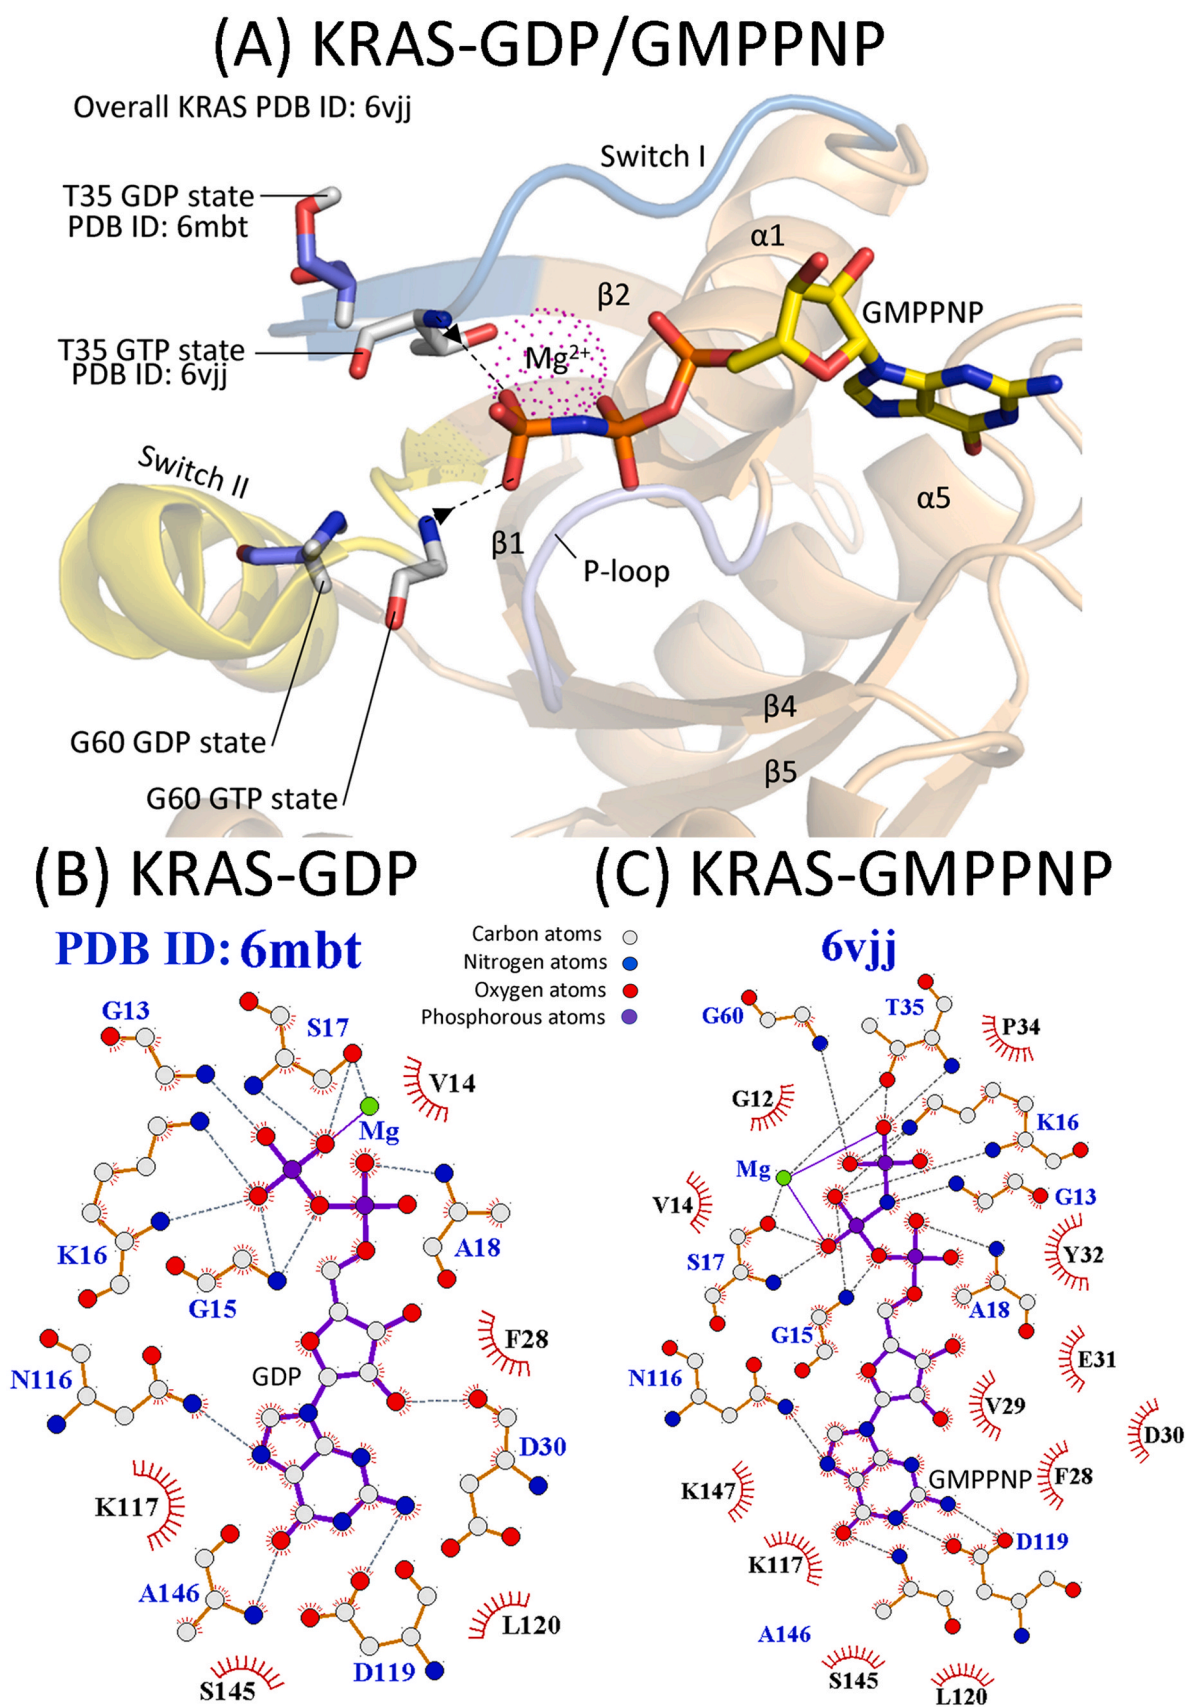 (A) KRAS-GDP/GMPPNP
Overall KRAS PDB ID: 6vjj
Switch I
T35 GDP state
PDB ID: 6mbt
α1
β2
GMPPNP
T35 GTP state
PDB ID: 6vjj
Mg²⁺
Switch II
α5
β1
P-loop
β4
G60 GDP state
β5
G60 GTP state
(B) KRAS-GDP
(C) KRAS-GMPPNP
PDB ID: 6mbt
Carbon atoms
Nitrogen atoms
Oxygen atoms
Phosphorous atoms
6vjj
G13
S17
V14
Mg
K16
G15
A18
F28
GDP
N116
D30
K117
A146
L120
D119
S145
G60
T35
P34
G12
K16
Mg
G13
V14
Y32
S17
A18
G15
E31
N116
V29
D30
GMPPNP
F28
K147
D119
K117
A146
S145
L120